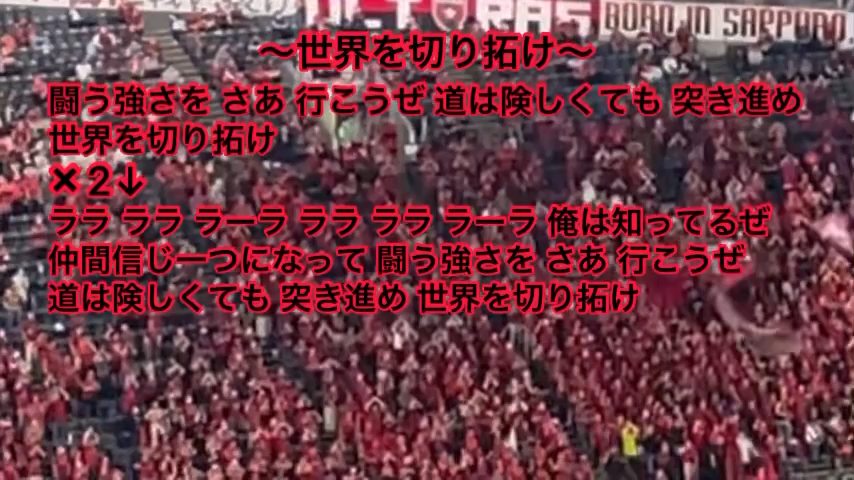 ULTRAS BORN IN SAPPORO
〜世界を切り拓け〜
闘う強さを さあ 行こうぜ 道は険しくても 突き進め
世界を切り拓け
×2↓
ララ ララ ラーラ ララ ララ ラーラ 俺は知ってるぜ
仲間信じ一つになって 闘う強さを さあ 行こうぜ
道は険しくても 突き進め 世界を切り拓け